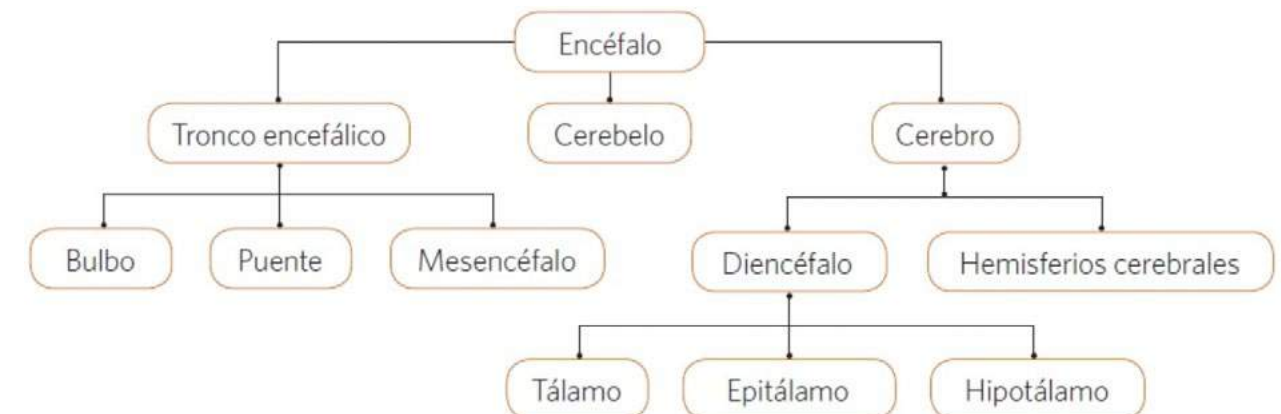 Encéfalo
Tronco encefálico
Cerebelo
Cerebro
Bulbo
Puente
Mesencéfalo
Diencéfalo
Hemisferios cerebrales
Tálamo
Epitálamo
Hipotálamo